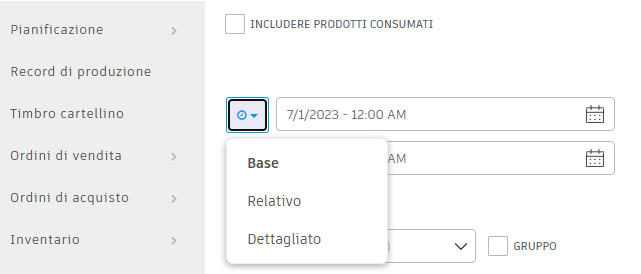 Pianificazione
Record di produzione
Timbro cartellino
Ordini di vendita
Ordini di acquisto
Inventario
INCLUDERE PRODOTTI CONSUMATI
7/1/2023 - 12:00 AM
AM
Base
Relativo
Dettagliato
GRUPPO